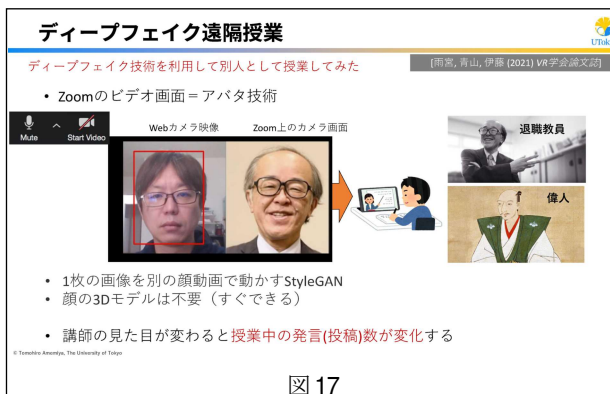 ディープフェイク遠隔授業
UTokyo
ディープフェイク技術を利用して別人として授業してみた
[雨宮, 青山, 伊藤 (2021) VR学会論文誌]
• Zoomのビデオ画面＝アバタ技術
Mute
Start Video
Webカメラ映像
Zoom上のカメラ画面
退職教員
偉人
• 1枚の画像を別の顔動画で動かすStyleGAN
• 顔の3Dモデルは不要（すぐできる）
• 講師の見た目が変わると授業中の発言(投稿)数が変化する
© Tomohiro Amemiya, The University of Tokyo
図 17